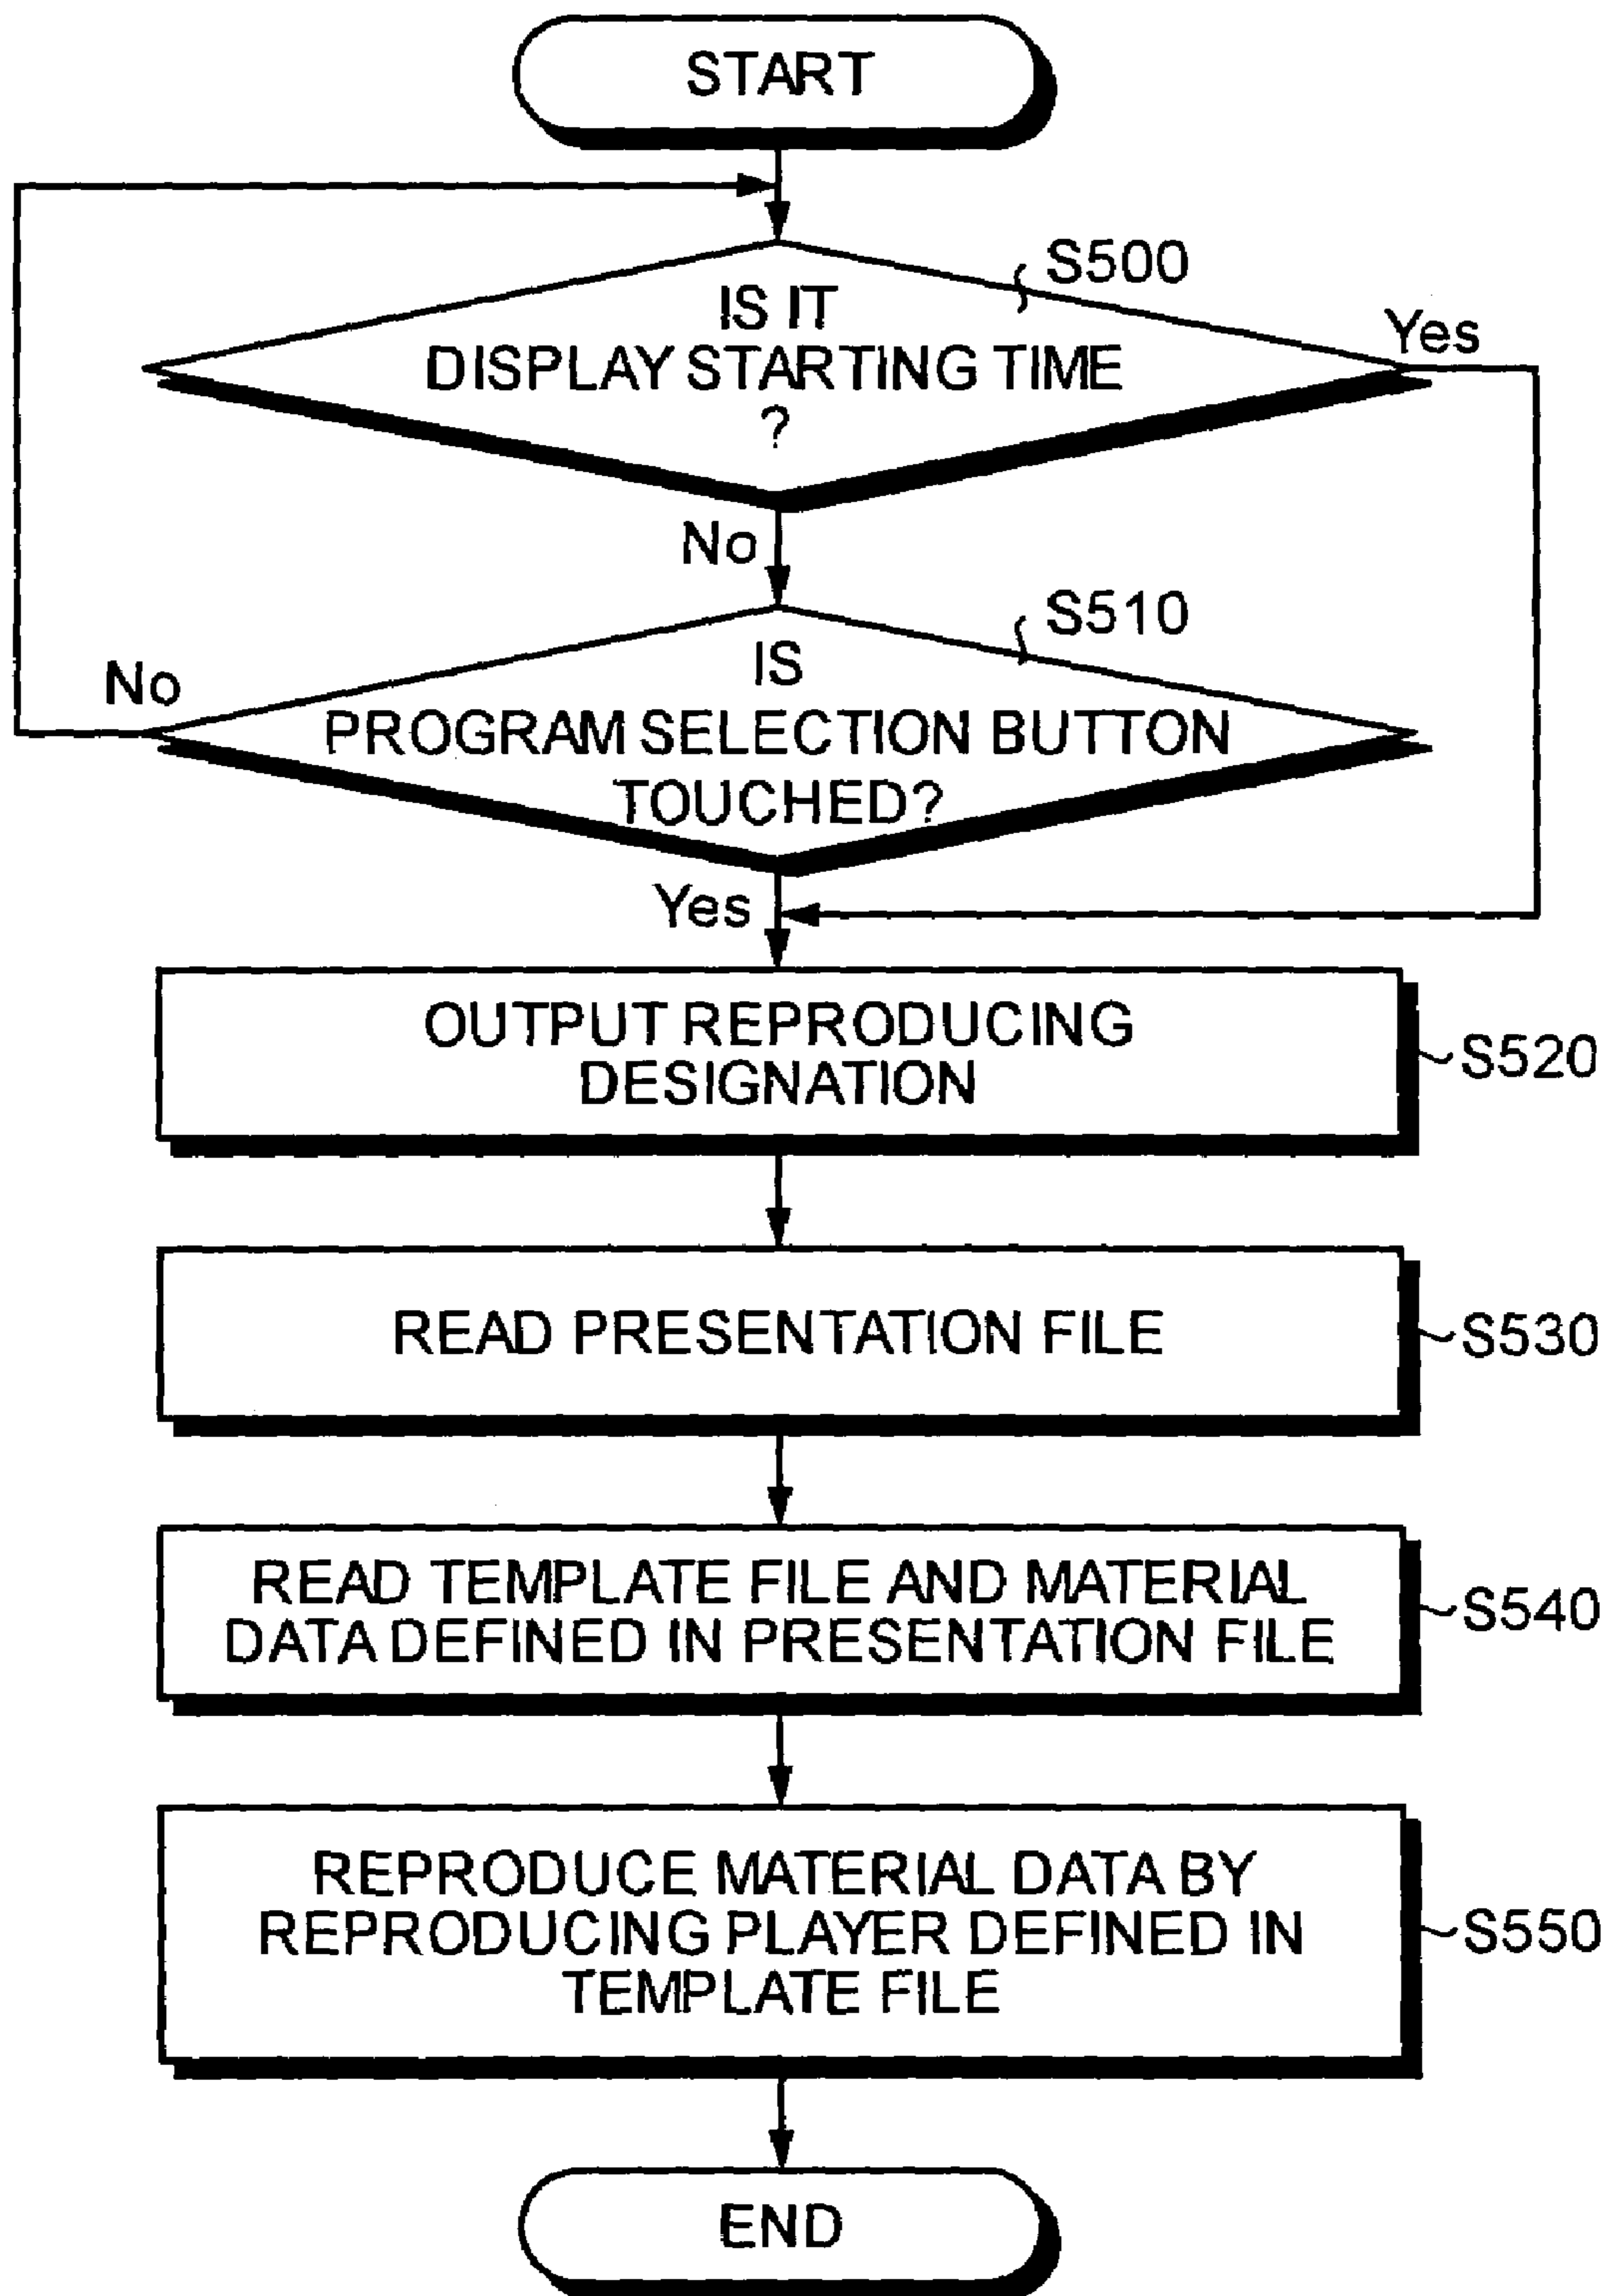 START
S500
IS IT
DISPLAY STARTING TIME
?
Yes
No
S510
IS
PROGRAM SELECTION BUTTON
TOUCHED?
No
Yes
OUTPUT REPRODUCING
DESIGNATION
S520
READ PRESENTATION FILE
S530
READ TEMPLATE FILE AND MATERIAL
DATA DEFINED IN PRESENTATION FILE
S540
REPRODUCE MATERIAL DATA BY
REPRODUCING PLAYER DEFINED IN
TEMPLATE FILE
S550
END